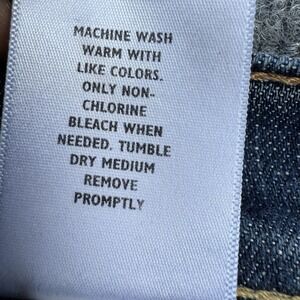 MACHINE WASH
WARM WITH
LIKE COLORS.
ONLY NON-
CHLORINE
BLEACH WHEN
NEEDED. TUMBLE
DRY MEDIUM
REMOVE
PROMPTLY